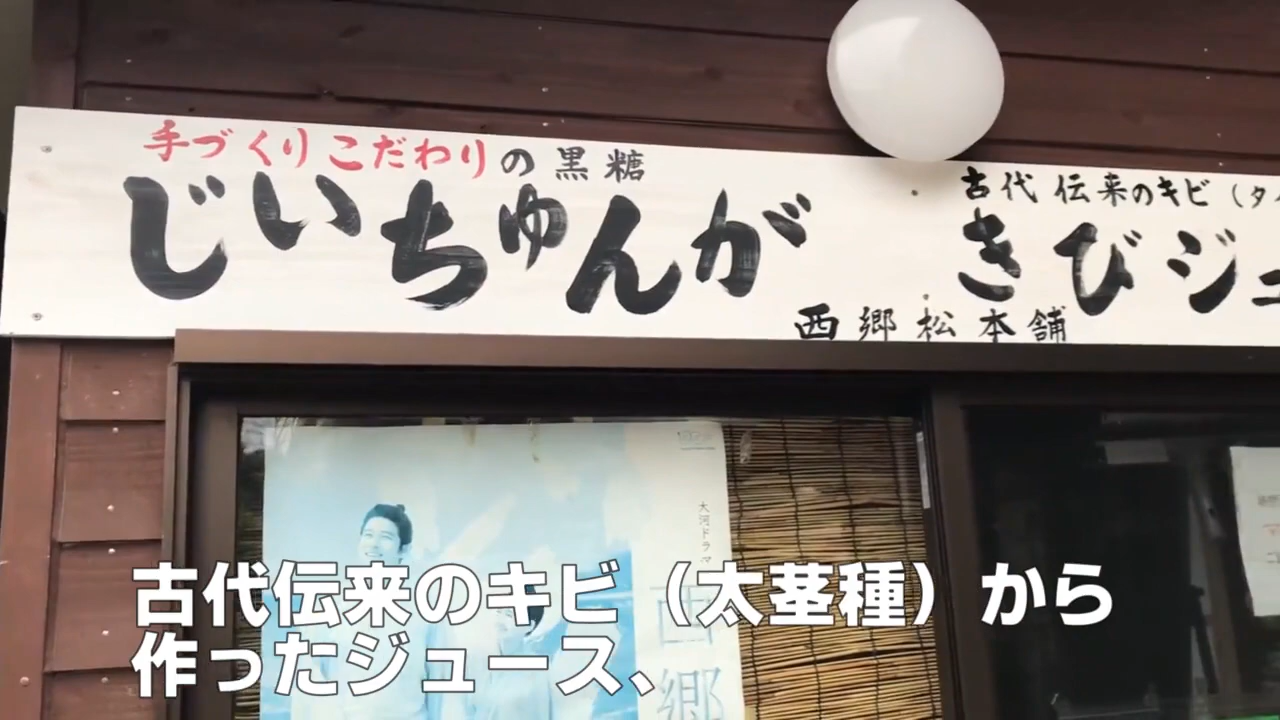 手づくりこだわりの黒糖
じいちゅんが
古代伝来のキビ（タイ
きびジュ
西郷松本舗
大河ドラマ
西郷
古代伝来のキビ（太茎種）から
作ったジュース、